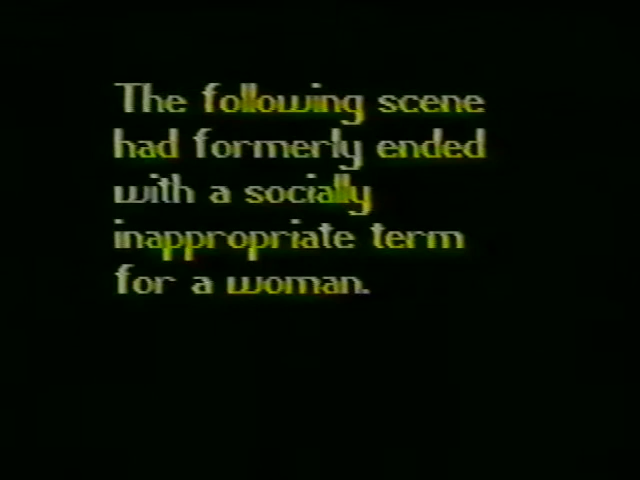 The following scene
had formerly ended
with a socially
inappropriate term
for a woman.